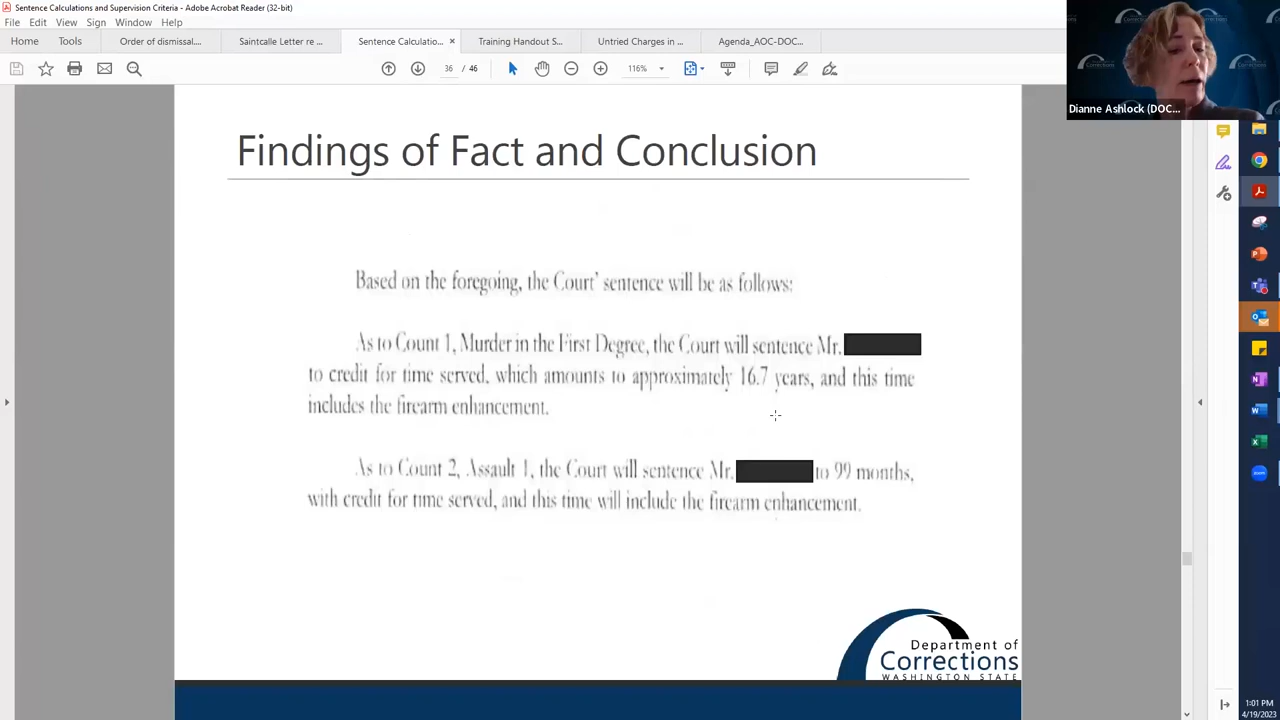 Sentence Calculations and Supervision Criteria - Adobe Acrobat Reader (32-bit)
File Edit View Sign Window Help
Home Tools Order of dismissal.... Saintcalle Letter re ... Sentence Calculatio... × Training Handout S... Untried Charges in ... Agenda_AOC-DOC...
36 / 46 116%
Dianne Ashlock (DOC...
Findings of Fact and Conclusion
Based on the foregoing, the Court' sentence will be as follows:
As to Count 1, Murder in the First Degree, the Court will sentence Mr.
to credit for time served, which amounts to approximately 16.7 years, and this time
includes the firearm enhancement.
As to Count 2, Assault 1, the Court will sentence Mr. to 99 months,
with credit for time served, and this time will include the firearm enhancement.
Department of
Corrections
WASHINGTON STATE
1:01 PM
4/19/2023